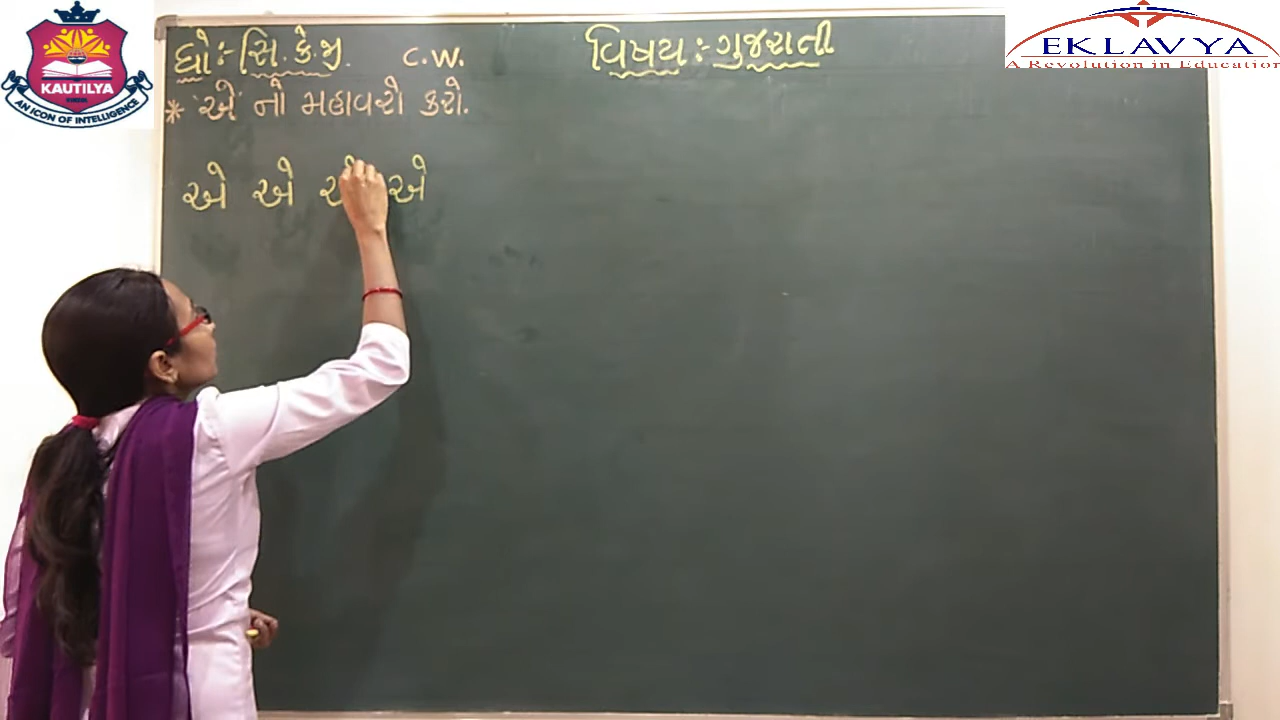 KAUTILYA
AN ICON OF INTELLIGENCE
EKLAVYA
A Revolution in Education
ધો :- સિ. કે. જી. C.W. વિષય :- ગુજરાતી
* 'એ' નો મહાવરો કરો.
એ એ એ એ